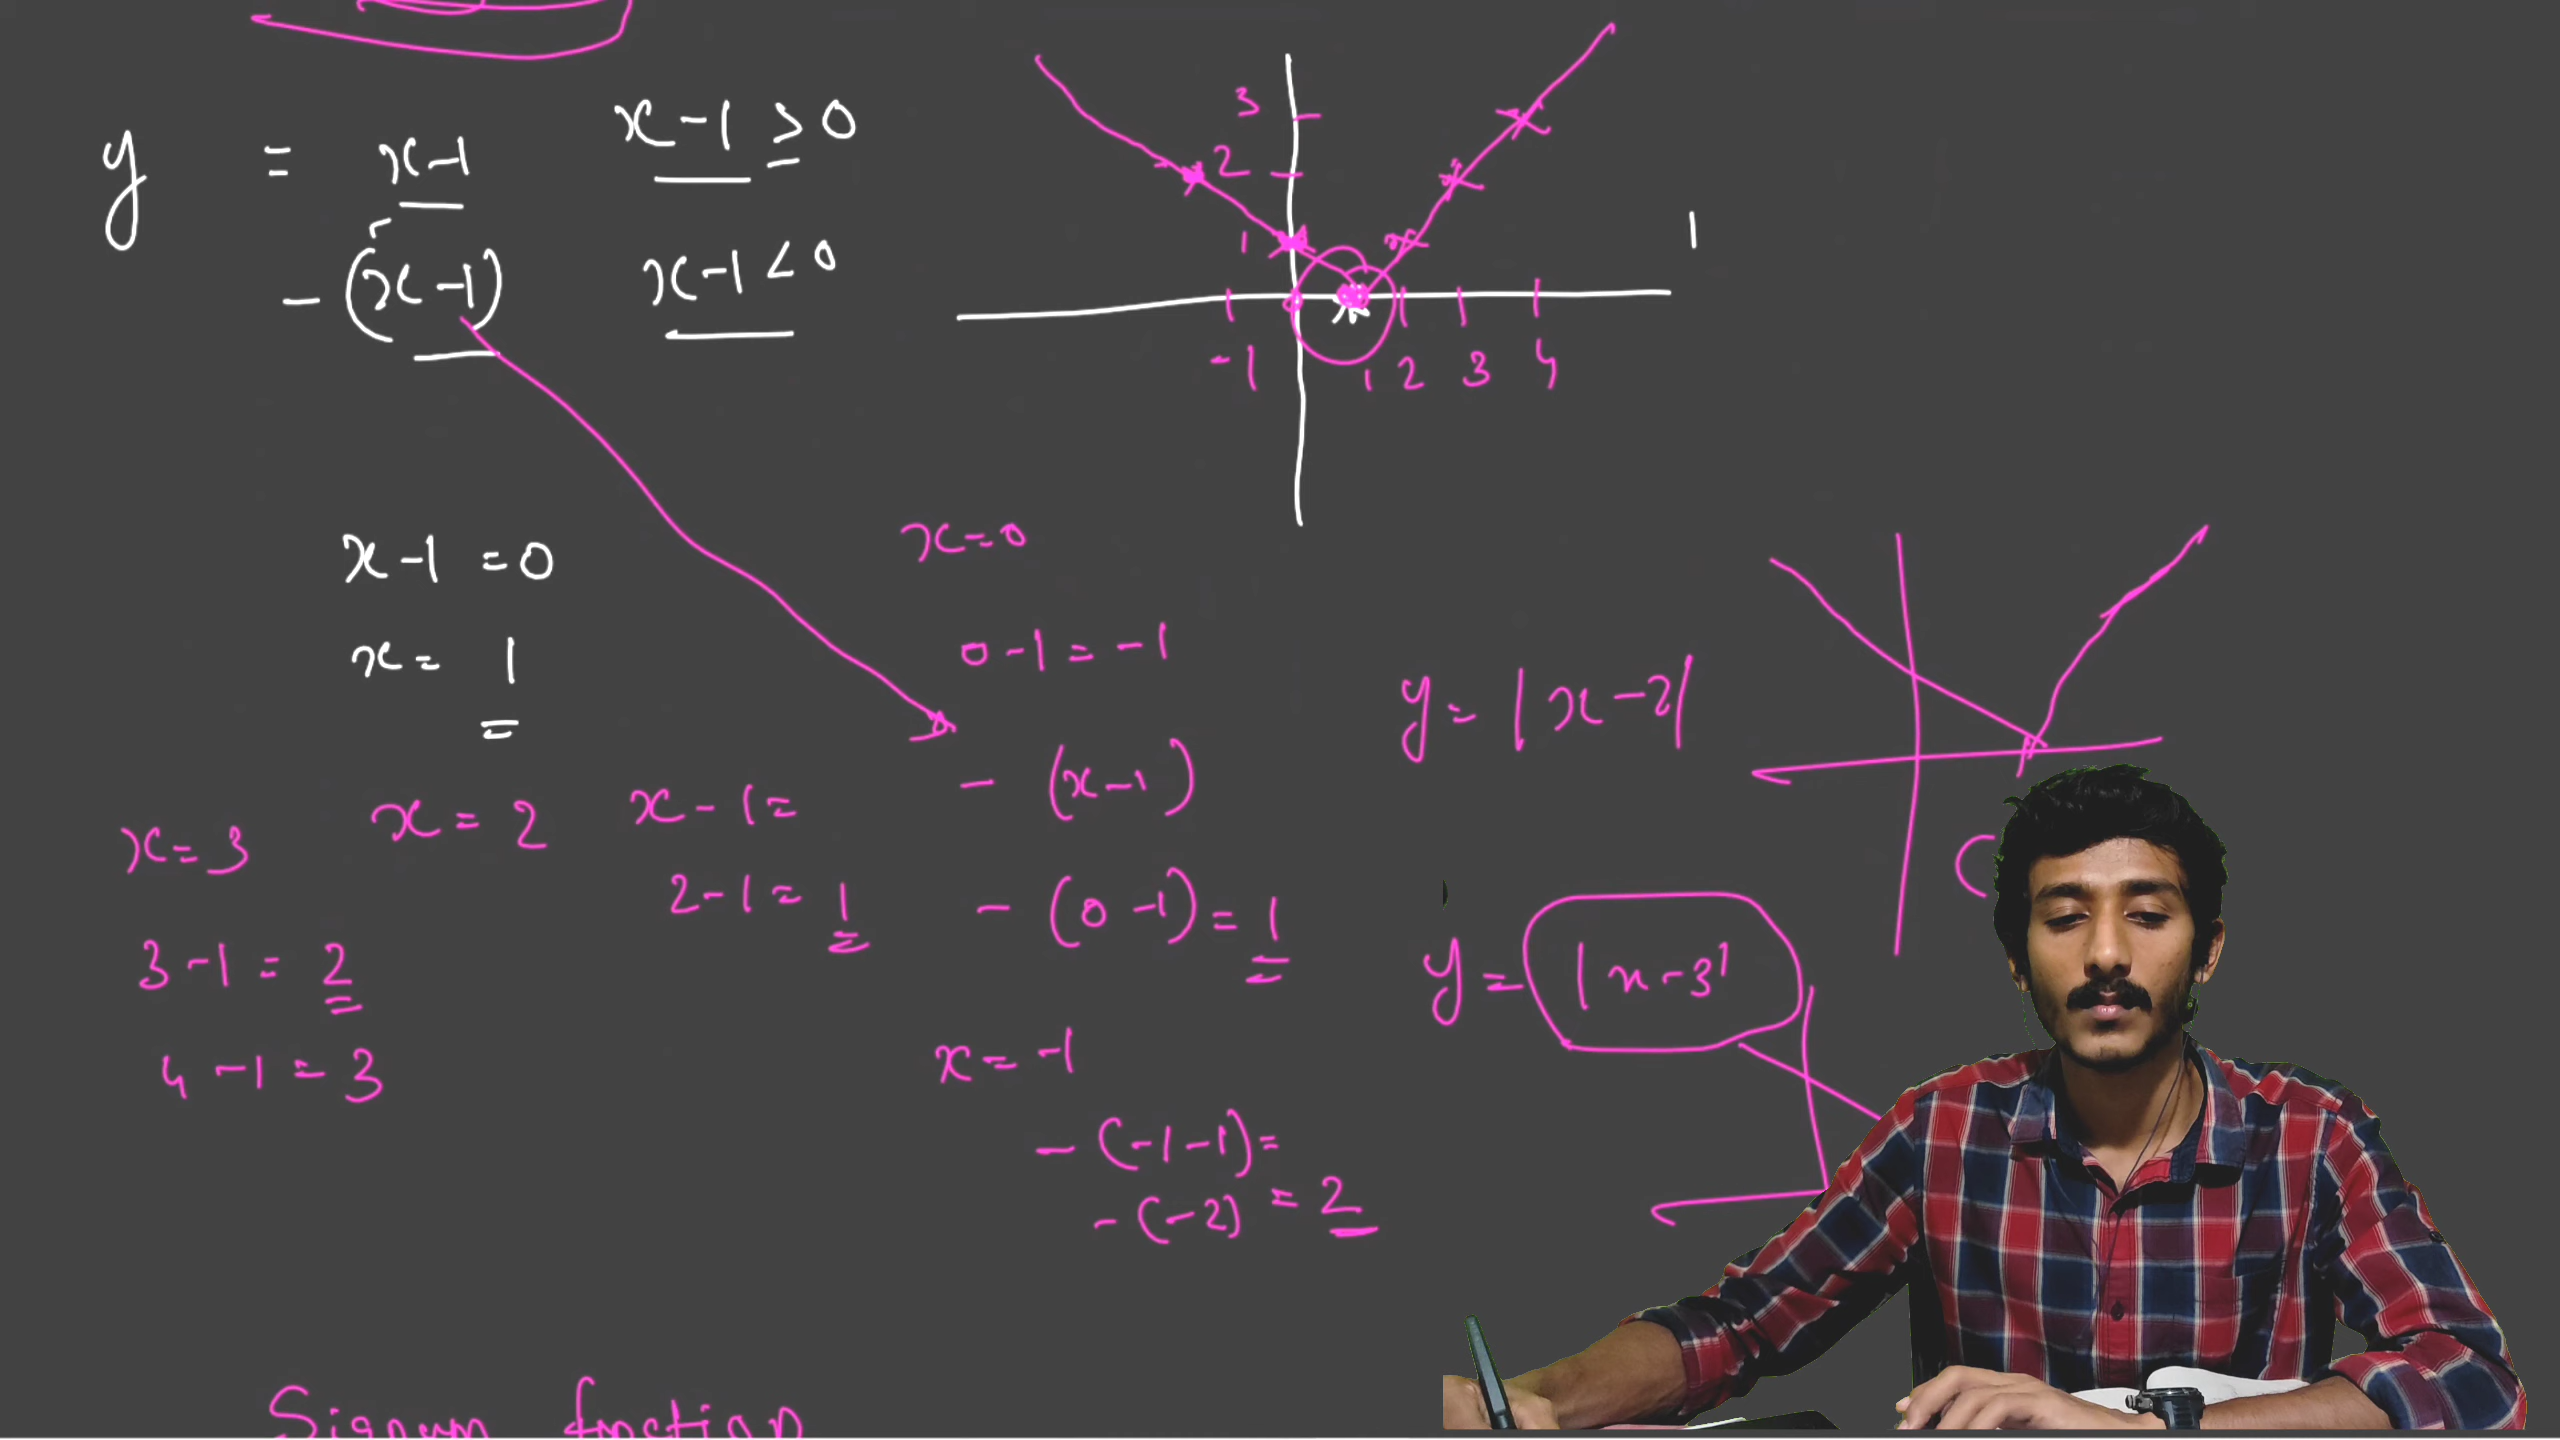 y = x-1 x-1 ≥ 0
-(x-1) x-1 < 0
3
2
1
-1 1 2 3 4
x-1 = 0
x = 1
x=0
0-1 = -1
-(x-1)
-(0-1) = 1
x = 2 x-1 =
2-1 = 1
x=3
3-1 = 2
4-1 = 3
x = -1
-(-1-1) =
-(-2) = 2
y = |x-2|
y = |x-3|
Signum function